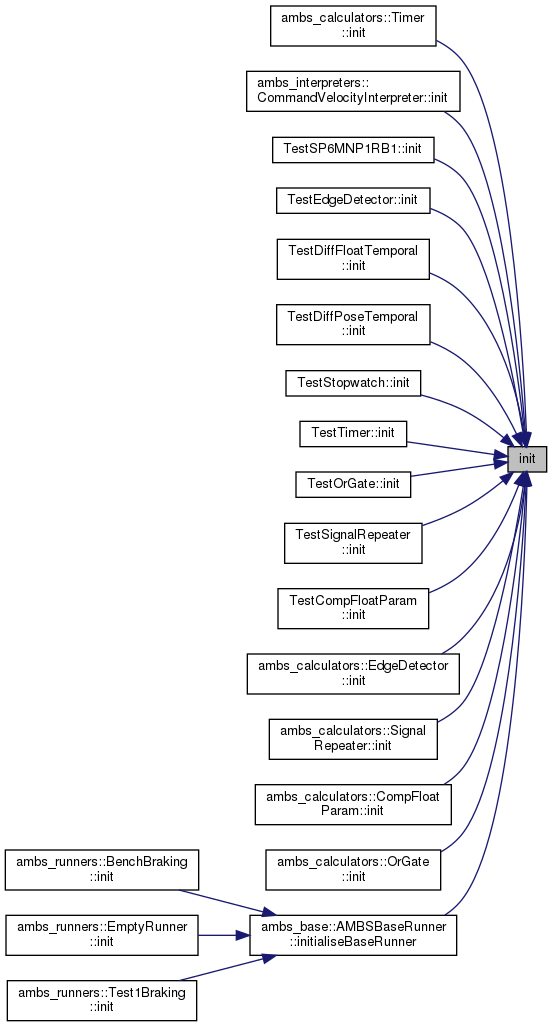 ambs_calculators::Timer
::init
ambs_interpreters::
CommandVelocityInterpreter::init
TestSP6MNP1RB1::init
TestEdgeDetector::init
TestDiffFloatTemporal
::init
TestDiffPoseTemporal
::init
TestStopwatch::init
TestTimer::init
init
TestOrGate::init
TestSignalRepeater
::init
TestCompFloatParam
::init
ambs_calculators::EdgeDetector
::init
ambs_calculators::Signal
Repeater::init
ambs_calculators::CompFloat
Param::init
ambs_calculators::OrGate
::init
ambs_runners::BenchBraking
::init
ambs_base::AMBSBaseRunner
::initialiseBaseRunner
ambs_runners::EmptyRunner
::init
ambs_runners::Test1Braking
::init